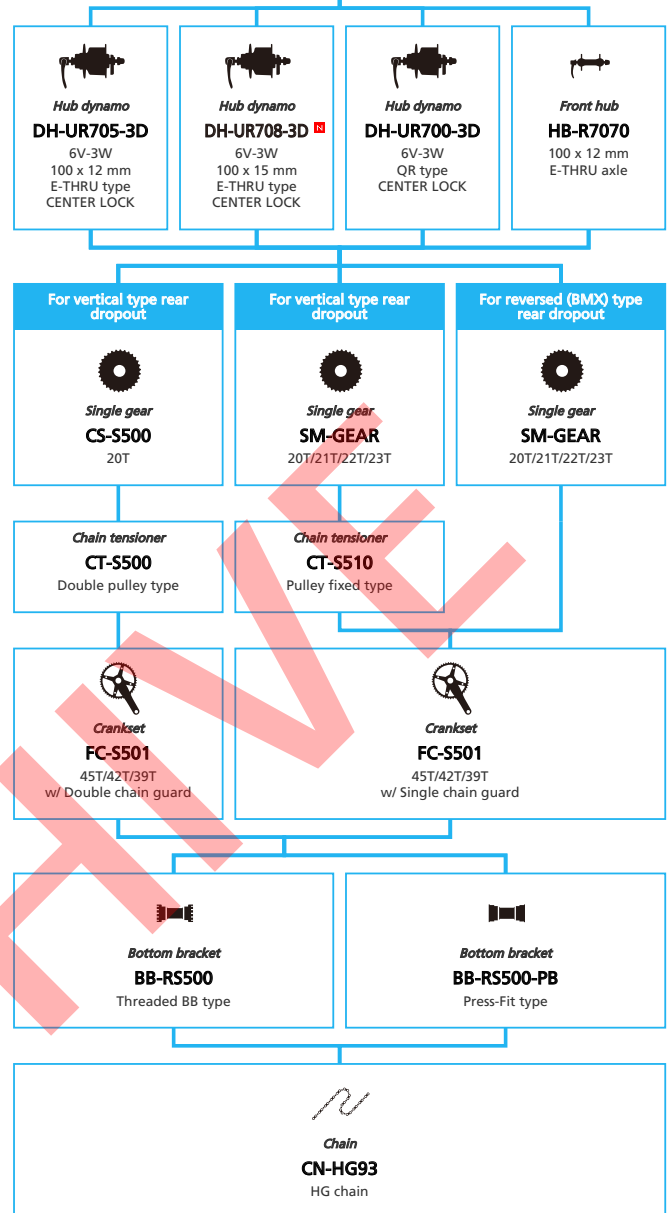 Hub dynamo
DH-UR705-3D
6V-3W
100 x 12 mm
E-THRU type
CENTER LOCK
Hub dynamo
DH-UR708-3D N
6V-3W
100 x 15 mm
E-THRU type
CENTER LOCK
Hub dynamo
DH-UR700-3D
6V-3W
QR type
CENTER LOCK
Front hub
HB-R7070
100 x 12 mm
E-THRU axle
For vertical type rear
dropout
Single gear
CS-S500
20T
For vertical type rear
dropout
Single gear
SM-GEAR
20T/21T/22T/23T
For reversed (BMX) type
rear dropout
Single gear
SM-GEAR
20T/21T/22T/23T
Chain tensioner
CT-S500
Double pulley type
Chain tensioner
CT-S510
Pulley fixed type
Crankset
FC-S501
45T/42T/39T
w/ Double chain guard
Crankset
FC-S501
45T/42T/39T
w/ Single chain guard
Bottom bracket
BB-RS500
Threaded BB type
Bottom bracket
BB-RS500-PB
Press-Fit type
Chain
CN-HG93
HG chain
HIVE